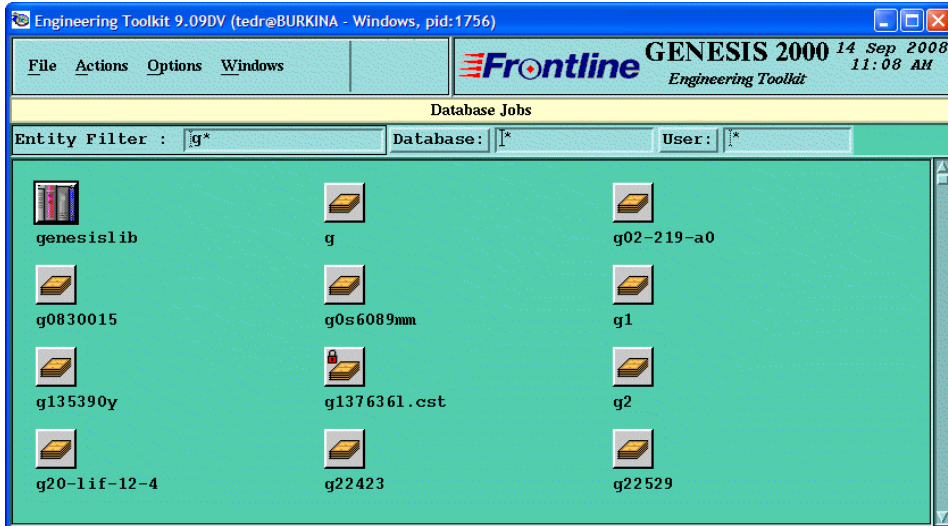 Engineering Toolkit 9.09DV (tedr@BURKINA - Windows, pid:1756)
File Actions Options Windows
Frontline
GENESIS 2000
Engineering Toolkit
14 Sep 2008
11:08 AM
Database Jobs
Entity Filter : g* Database: * User: *
genesislib g g02-219-a0
g0830015 g0s6089mm g1
g135390y g137636l.cst g2
g20-lif-12-4 g22423 g22529